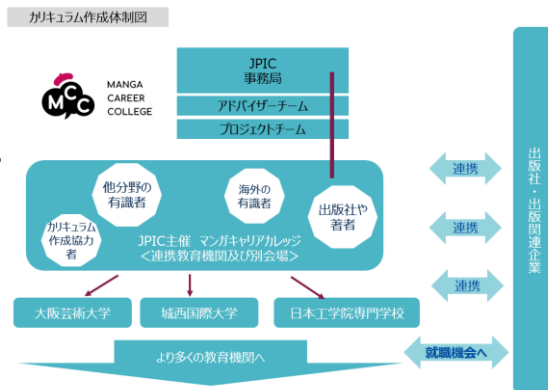 カリキュラム作成体制図
MCC
MANGA
CAREER
COLLEGE
JPIC
事務局
アドバイザーチーム
プロジェクトチーム
他分野の
有識者
海外の
有識者
出版社や
著者
カリキュラム
作成協力
者
JPIC主催 マンガキャリアカレッジ
<連携教育機関及び別会場>
大阪芸術大学
城西国際大学
日本工学院専門学校
より多くの教育機関へ
連携
連携
連携
就職機会へ
出版社・出版関連企業